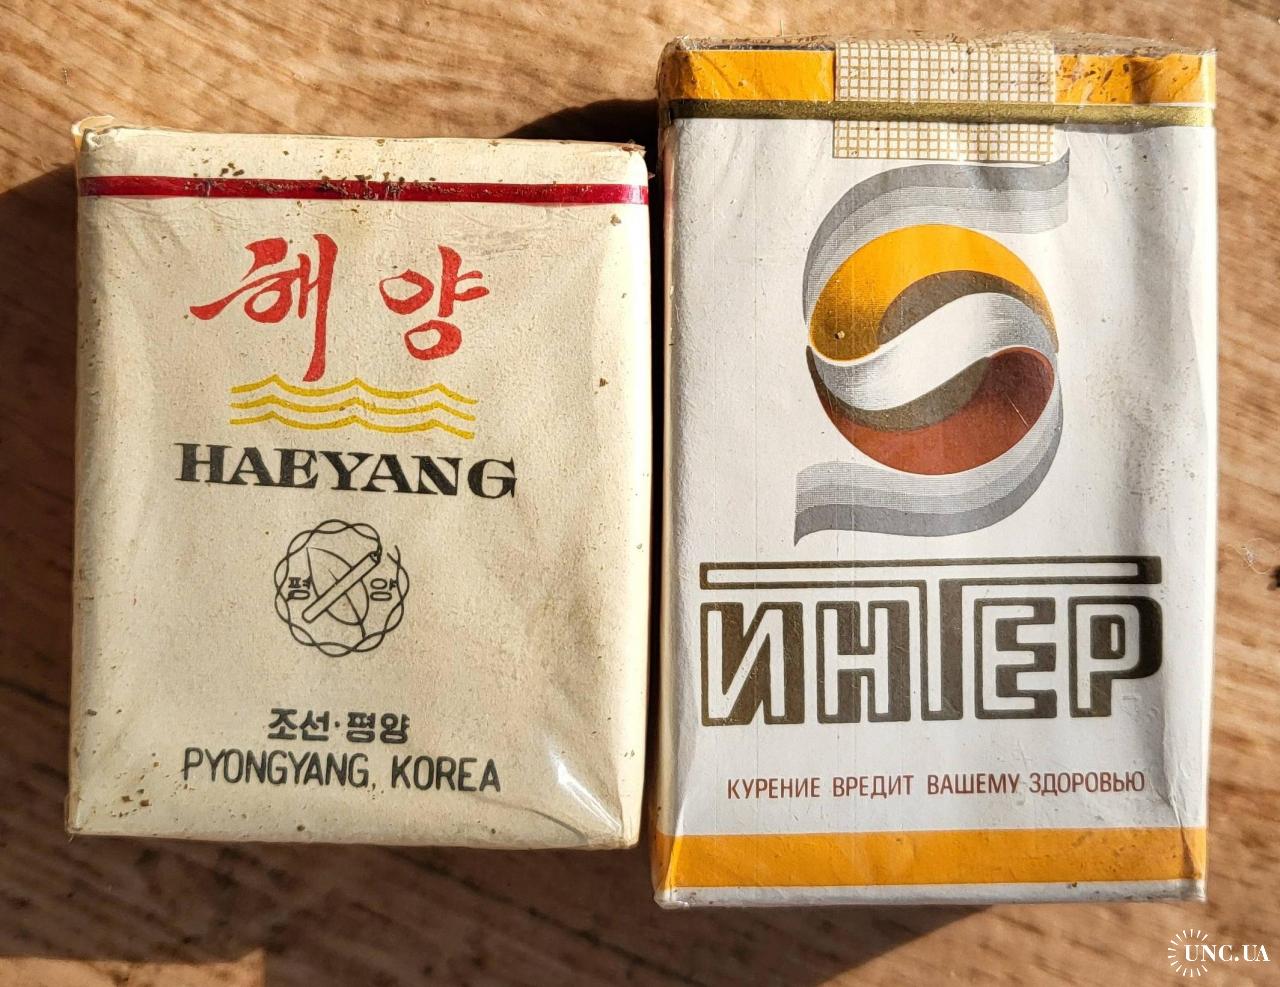 해양
HAEYANG
평양
조선·평양
PYONGYANG, KOREA
ИНТЕР
КУРЕНИЕ ВРЕДИТ ВАШЕМУ ЗДОРОВЬЮ
UNC.UA